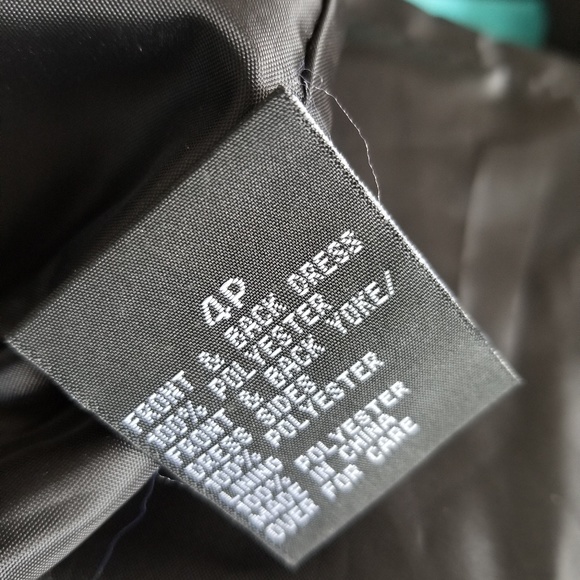 4P
FRONT & BACK DRESS
100% POLYESTER
FRONT & BACK YOKE/
DRESS SIDES
100% POLYESTER
LINING
100% POLYESTER
MADE IN CHINA
OVER FOR CARE